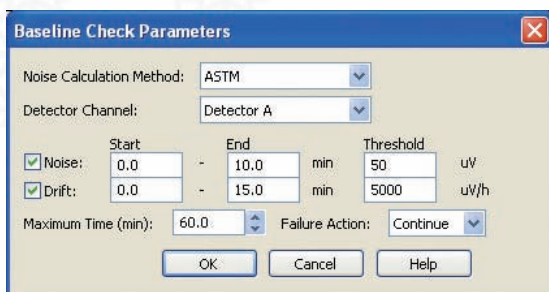 Baseline Check Parameters
Noise Calculation Method: ASTM
Detector Channel: Detector A
Start End Threshold
Noise: 0.0 - 10.0 min 50 uV
Drift: 0.0 - 15.0 min 5000 uV/h
Maximum Time (min): 60.0 Failure Action: Continue
OK Cancel Help